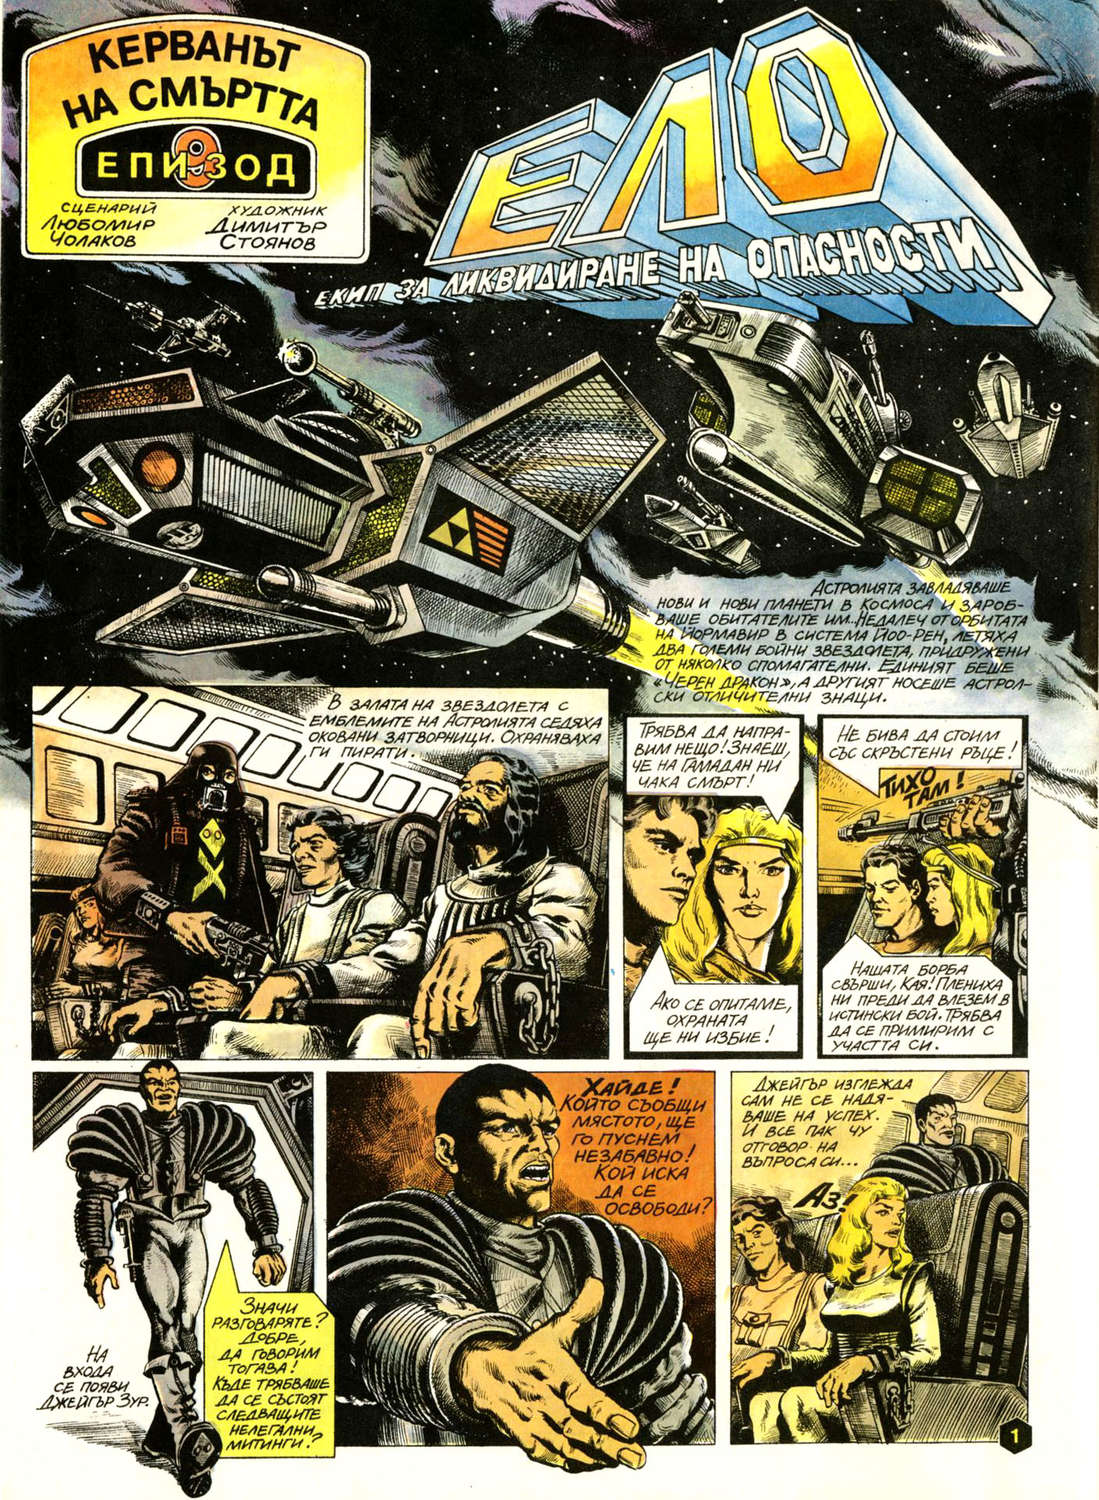 КЕРВАНЪТ
НА СМЪРТТА
ЕПИЗОД
9
СЦЕНАРИЙ
ЛЮБОМИР
ЧОЛАКОВ
ХУДОЖНИК
ДИМИТЪР
СТОЯНОВ
ЕЛО
ЕКИП ЗА ЛИКВИДИРАНЕ НА ОПАСНОСТИ
АСТРОЛИЯТА ЗАВЛАДЯВАШЕ
НОВИ И НОВИ ПЛАНЕТИ В КОСМОСА И ЗАРОБ-
ВАШЕ ОБИТАТЕЛИТЕ ИМ. НЕДАЛЕЧ ОТ ОРБИТАТА
НА ЙОРМАВИР В СИСТЕМА ЙОО-РЕН, ЛЕТЯХА
ДВА ГОЛЕМИ БОЙНИ ЗВЕЗДОЛЕТА, ПРИДРУЖЕНИ
ОТ НЯКОЛКО СПОМАГАТЕЛНИ. ЕДИНИЯТ БЕШЕ
«ЧЕРЕН ДРАКОН», А ДРУГИЯТ НОСЕШЕ АСТРОЛ-
СКИ ОТЛИЧИТЕЛНИ ЗНАЦИ.
В ЗАЛАТА НА ЗВЕЗДОЛЕТА С
ЕМБЛЕМИТЕ НА АСТРОЛИЯТА СЕДЯХА
ОКОВАНИ ЗАТВОРНИЦИ. ОХРАНЯВАХА
ГИ ПИРАТИ.
ТРЯБВА ДА НАПРА-
ВИМ НЕЩО! ЗНАЕШ,
ЧЕ НА ГАМАДАН НИ
ЧАКА СМЪРТ!
АКО СЕ ОПИТАМЕ,
ОХРАНАТА
ЩЕ НИ ИЗБИЕ!
НЕ БИВА ДА СТОИМ
СЪС СКРЪСТЕНИ РЪЦЕ!
ТИХО
ТАМ!
НАШАТА БОРБА
СВЪРШИ, КАЯ! ПЛЕНИХА
НИ ПРЕДИ ДА ВЛЕЗЕМ В
ИСТИНСКИ БОЙ. ТРЯБВА
ДА СЕ ПРИМИРИМ С
УЧАСТТА СИ.
НА
ВХОДА
СЕ ПОЯВИ
ДЖЕЙГЪР ЗУР.
ЗНАЧИ
РАЗГОВАРЯТЕ?
ДОБРЕ,
ДА ГОВОРИМ
ТОГАВА!
КЪДЕ ТРЯБВАШЕ
ДА СЕ СЪСТОЯТ
СЛЕДВАЩИТЕ
НЕЛЕГАЛНИ
МИТИНГИ?
ХАЙДЕ!
КОЙТО СЪОБЩИ
МЯСТОТО, ЩЕ
ГО ПУСНЕМ
НЕЗАБАВНО!
КОЙ ИСКА
ДА СЕ
ОСВОБОДИ?
ДЖЕЙГЪР ИЗГЛЕЖДА
САМ НЕ СЕ НАДЯ-
ВАШЕ НА УСПЕХ.
И ВСЕ ПАК ЧУ
ОТГОВОР НА
ВЪПРОСА СИ...
АЗ
1